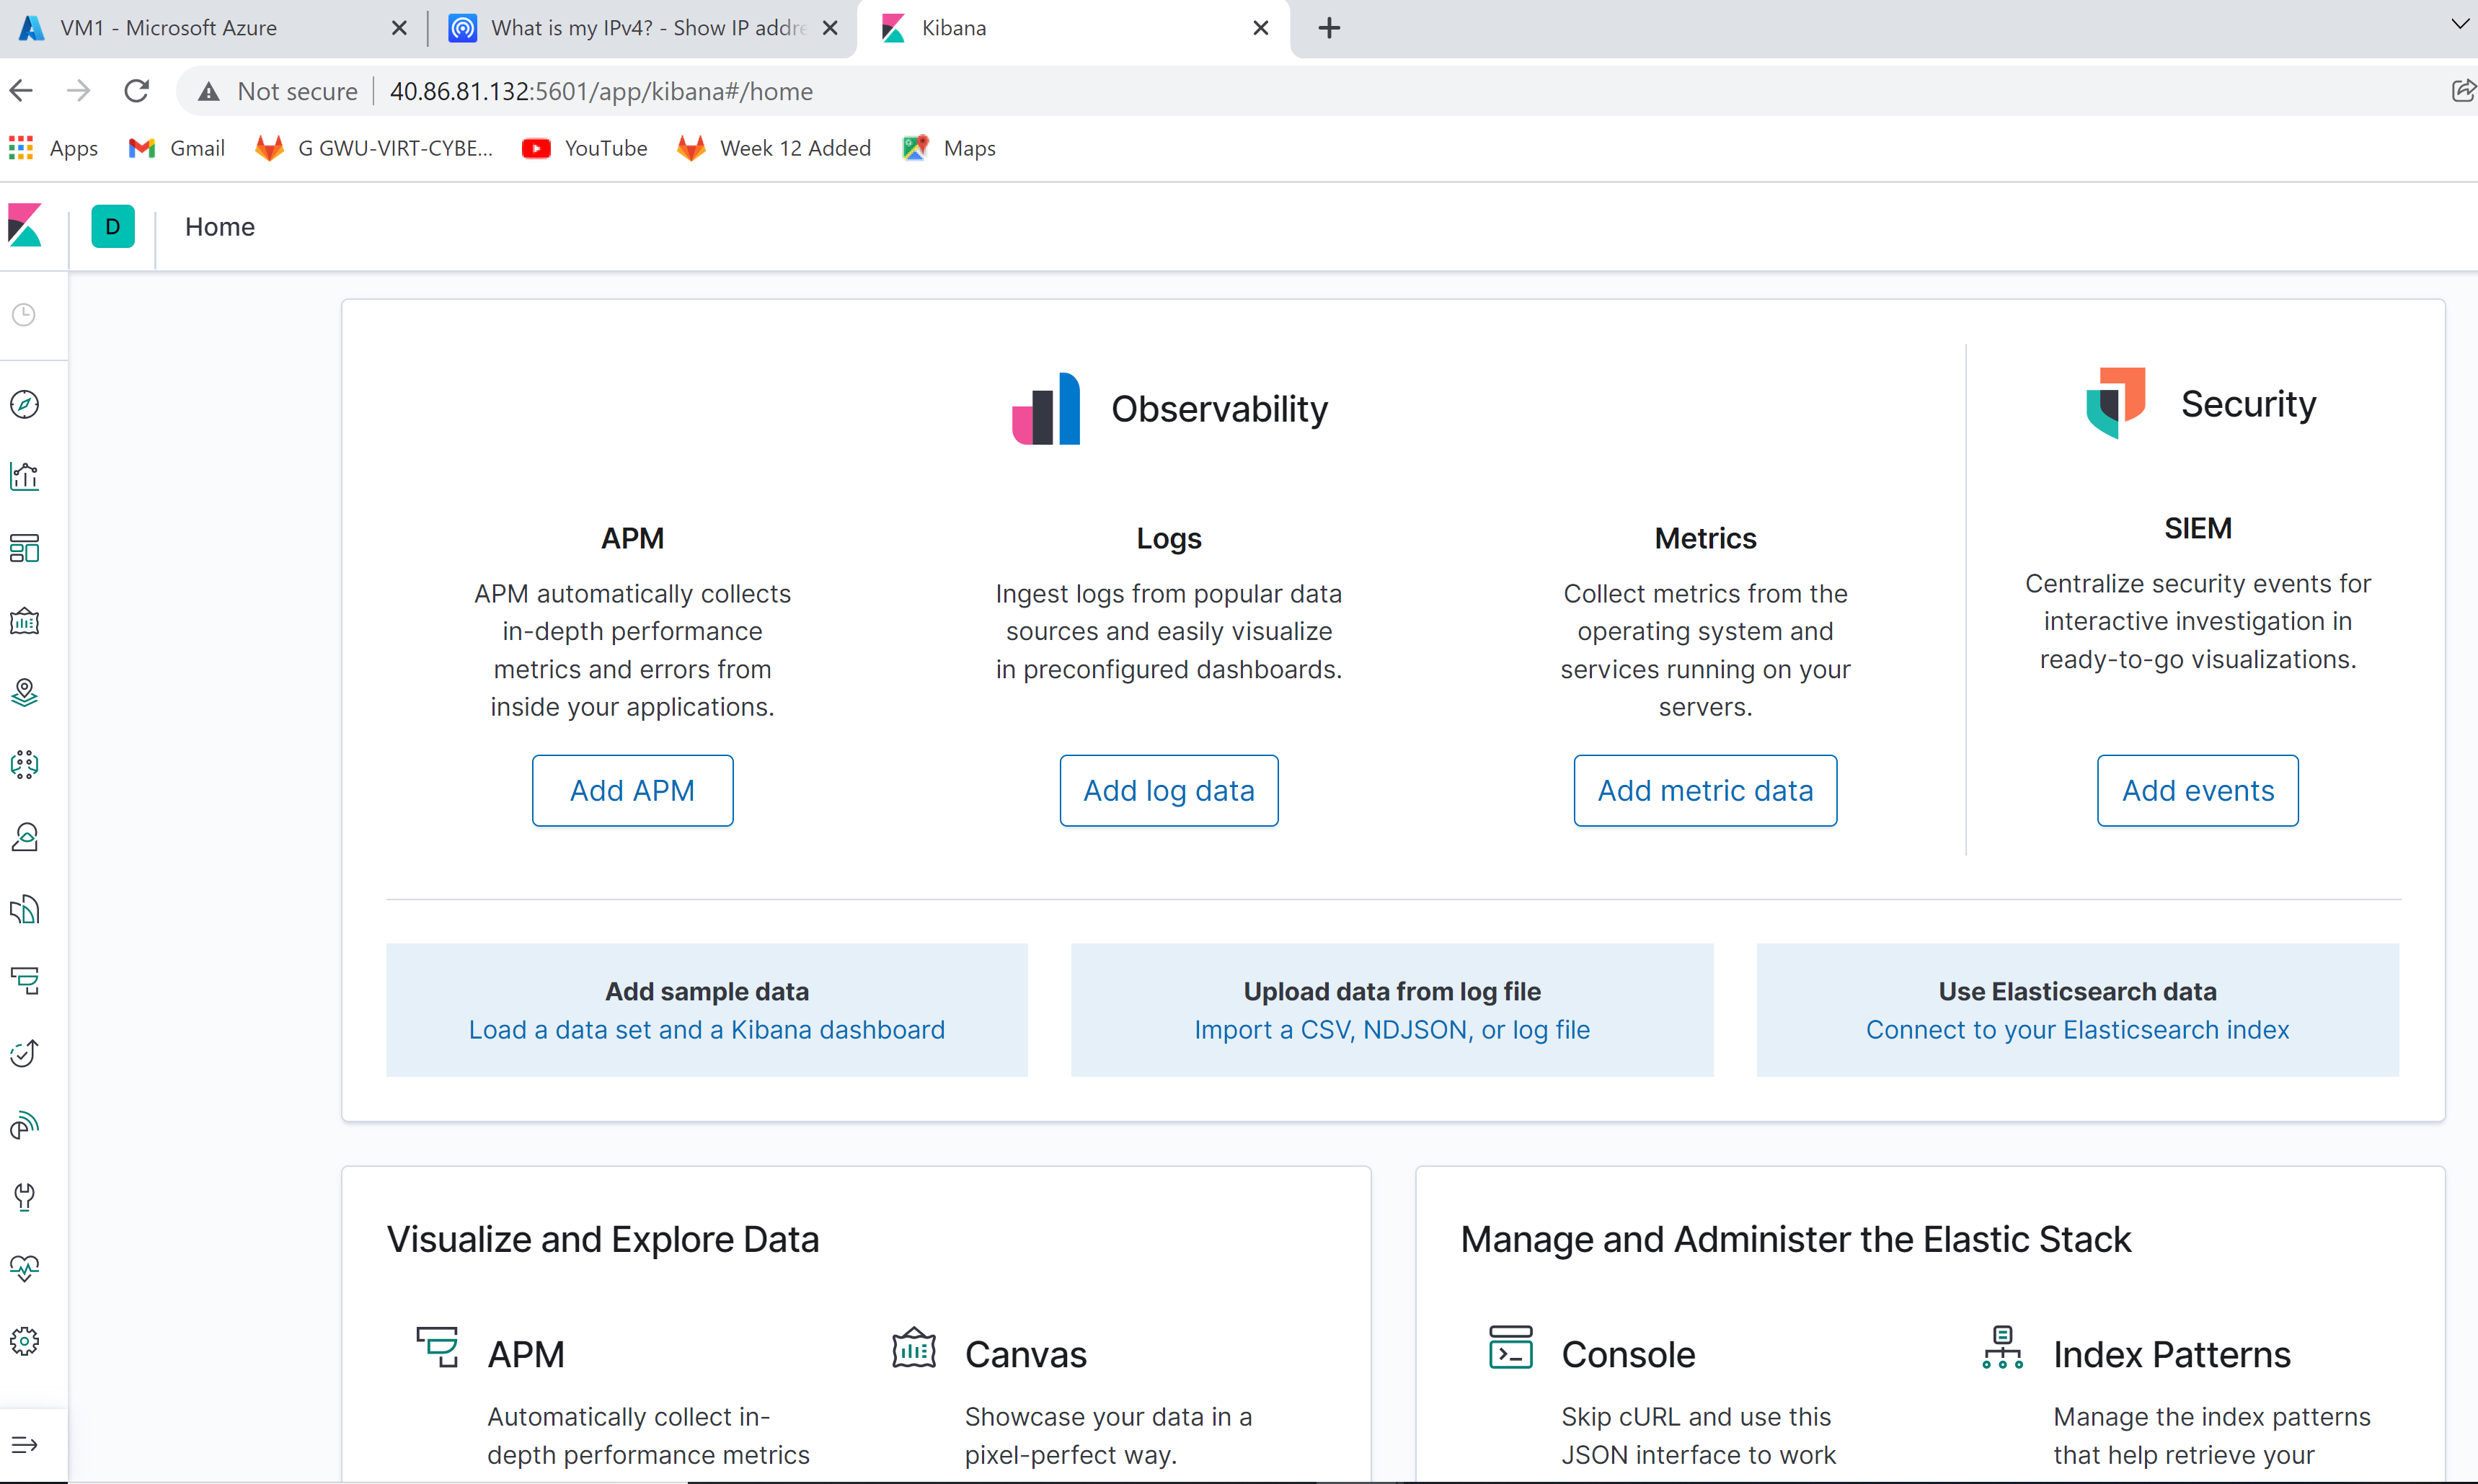 VM1 - Microsoft Azure
What is my IPv4? - Show IP addre
Kibana
Not secure
40.86.81.132:5601/app/kibana#/home
Apps
Gmail
G GWU-VIRT-CYBE...
YouTube
Week 12 Added
Maps
D
Home
Observability
Security
APM
APM automatically collects
in-depth performance
metrics and errors from
inside your applications.
Add APM
Logs
Ingest logs from popular data
sources and easily visualize
in preconfigured dashboards.
Add log data
Metrics
Collect metrics from the
operating system and
services running on your
servers.
Add metric data
SIEM
Centralize security events for
interactive investigation in
ready-to-go visualizations.
Add events
Add sample data
Load a data set and a Kibana dashboard
Upload data from log file
Import a CSV, NDJSON, or log file
Use Elasticsearch data
Connect to your Elasticsearch index
Visualize and Explore Data
APM
Automatically collect in-
depth performance metrics
Canvas
Showcase your data in a
pixel-perfect way.
Manage and Administer the Elastic Stack
Console
Skip cURL and use this
JSON interface to work
Index Patterns
Manage the index patterns
that help retrieve your